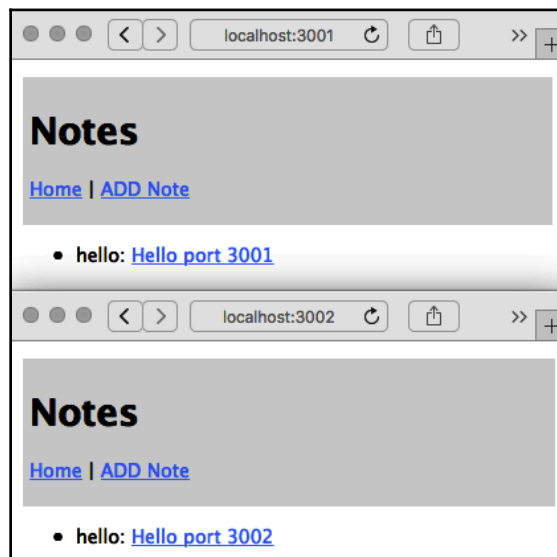 localhost:3001
Notes
Home | ADD Note
• hello: Hello port 3001
localhost:3002
Notes
Home | ADD Note
• hello: Hello port 3002